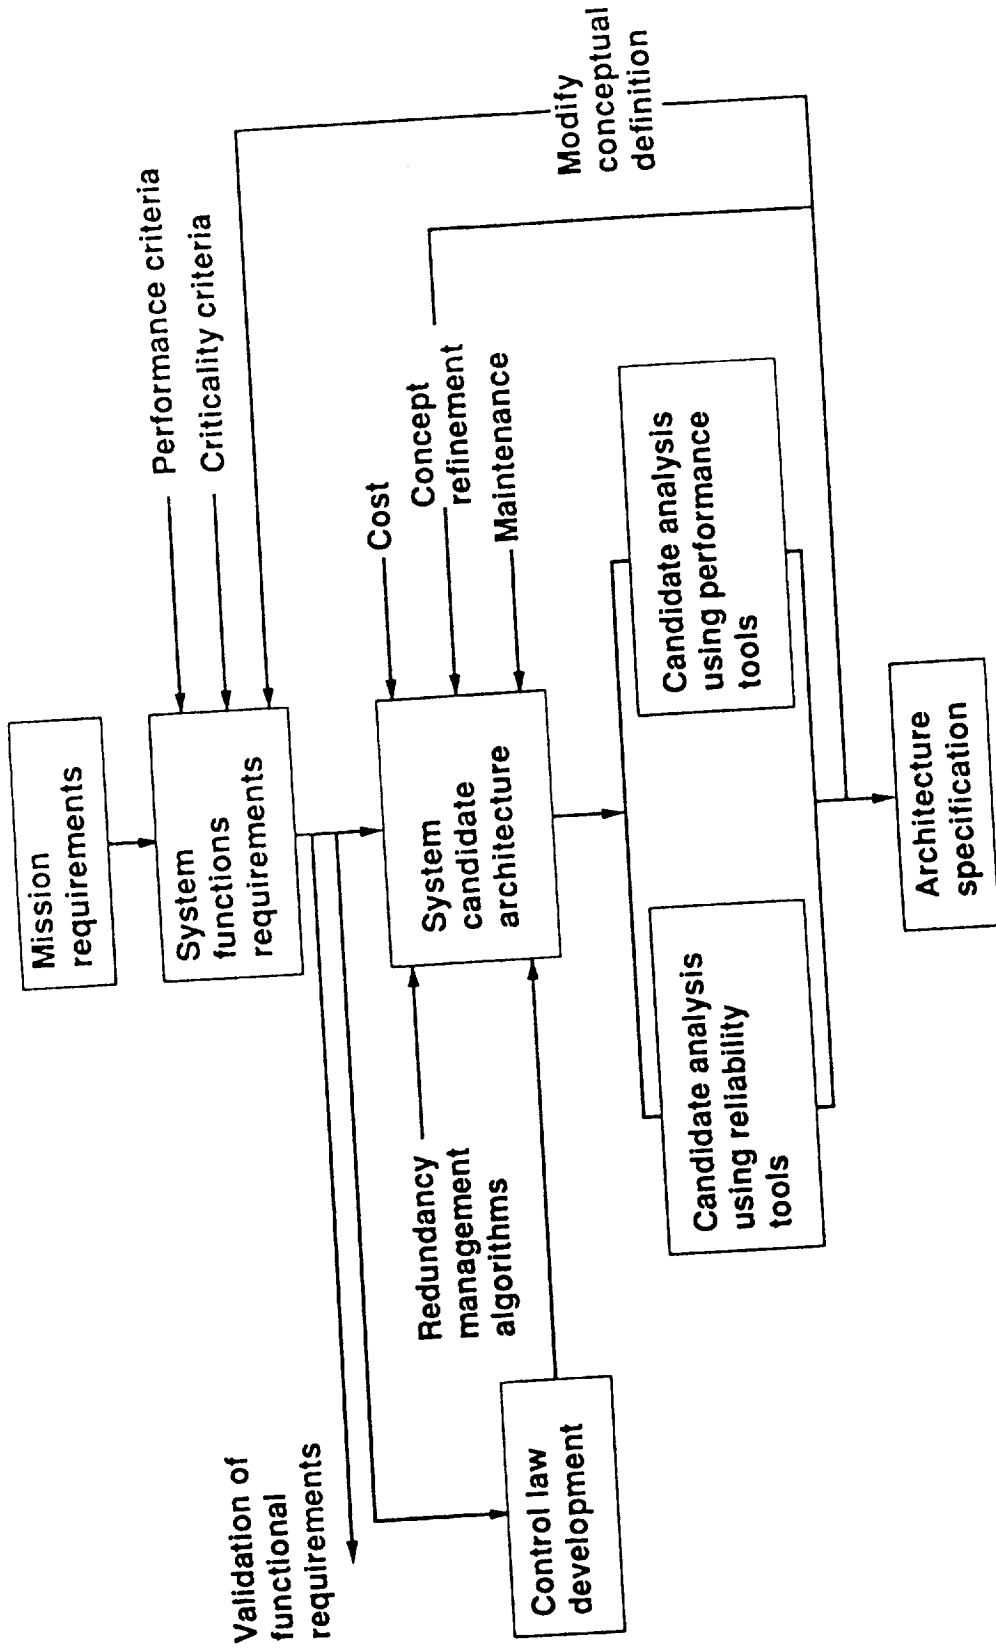 Mission
requirements
Performance criteria
Criticality criteria
System
functions
requirements
Validation of
functional
requirements
Cost
Concept
refinement
Maintenance
Modify
conceptual
definition
Redundancy
management
algorithms
System
candidate
architecture
Control law
development
Candidate analysis
using reliability
tools
Candidate analysis
using performance
tools
Architecture
specification